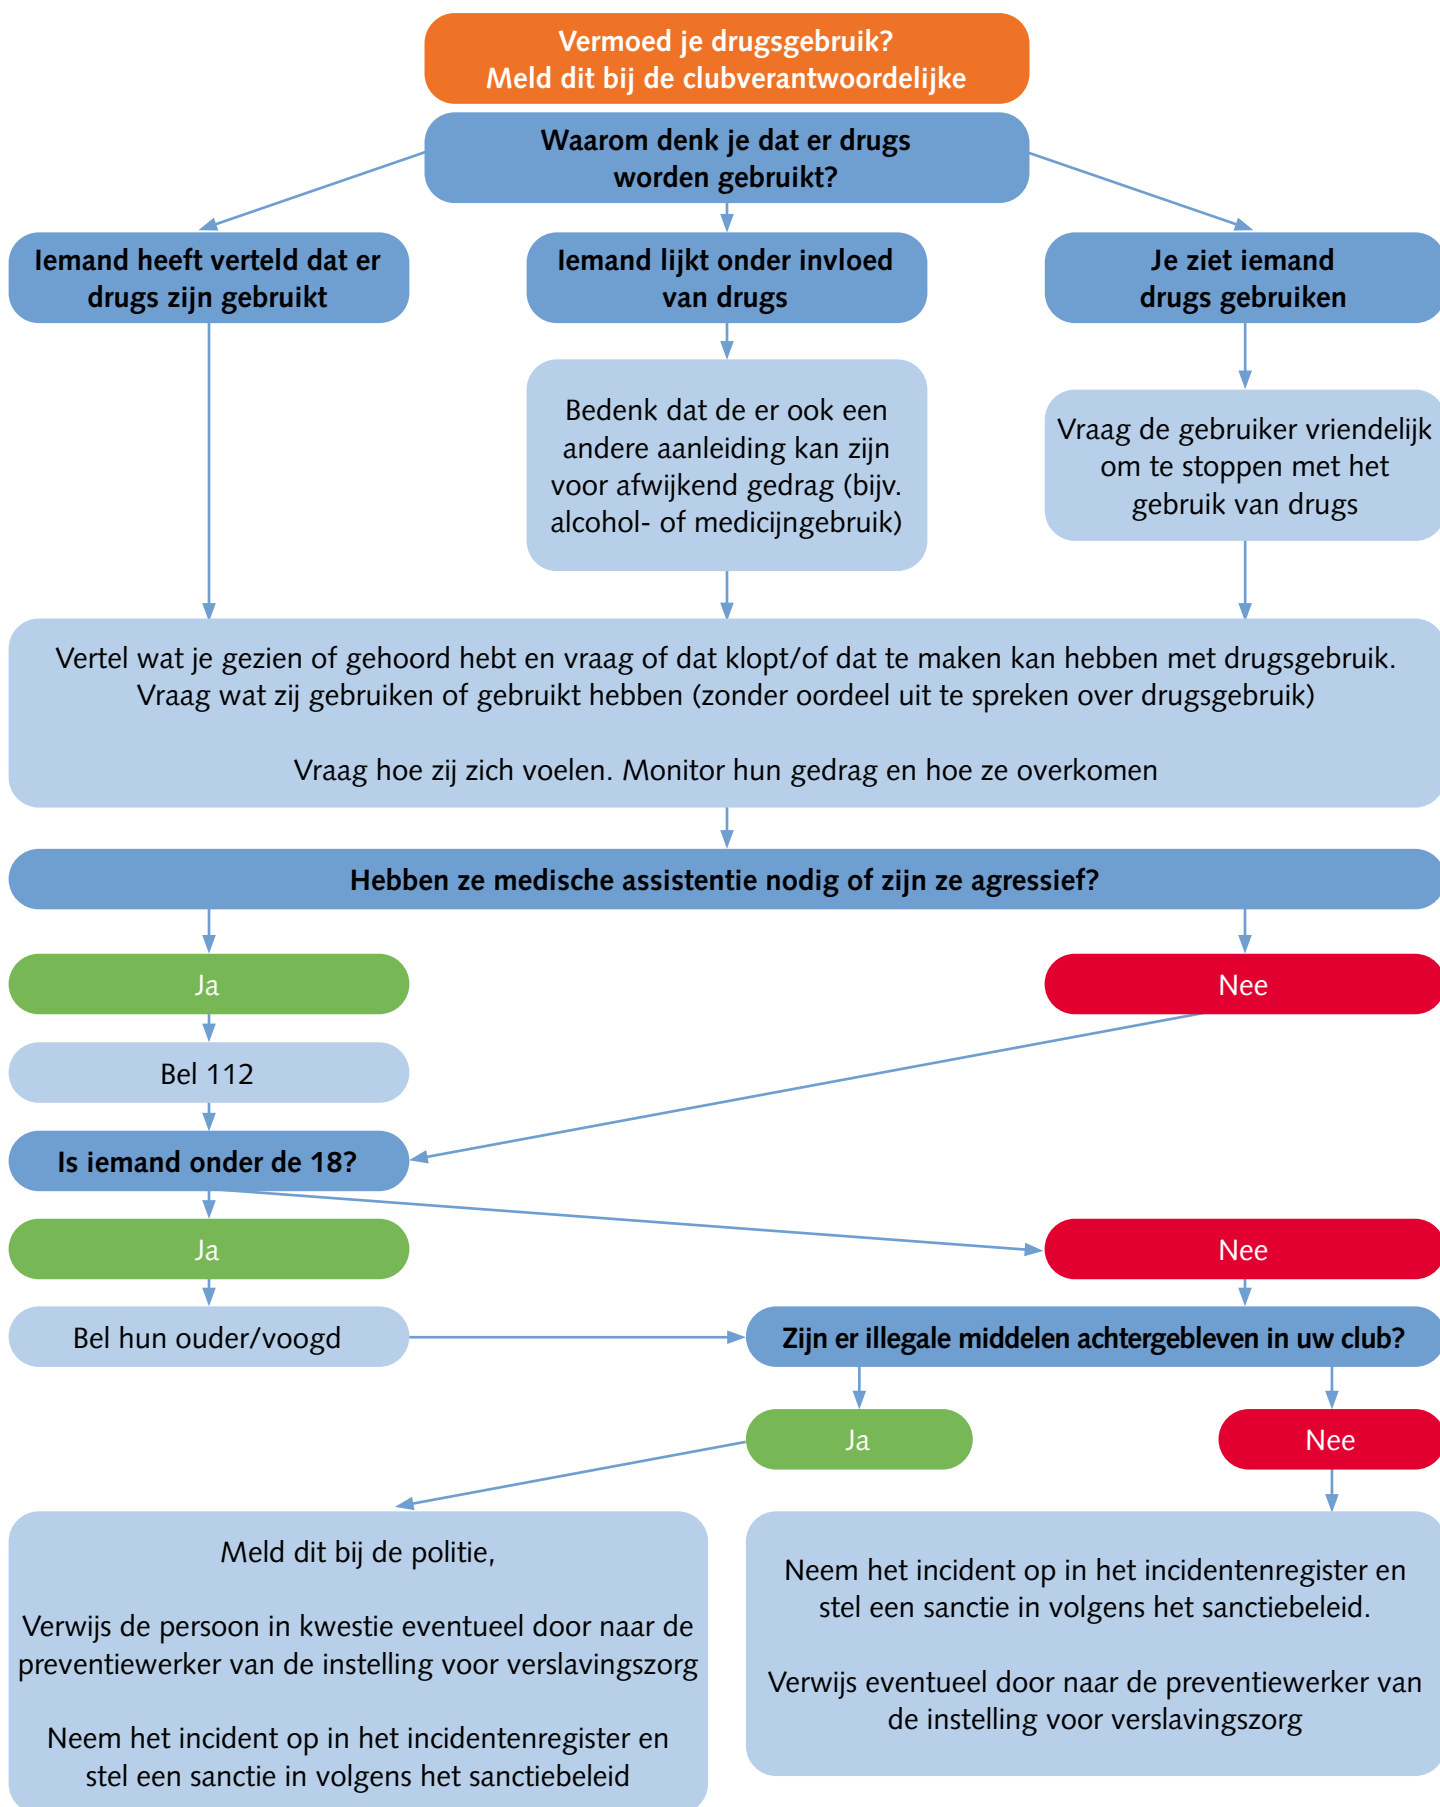 Vermoed je drugsgebruik?
Meld dit bij de clubverantwoordelijke
Waarom denk je dat er drugs
worden gebruikt?
Iemand heeft verteld dat er
drugs zijn gebruikt
Iemand lijkt onder invloed
van drugs
Je ziet iemand
drugs gebruiken
Bedenk dat de er ook een
andere aanleiding kan zijn
voor afwijkend gedrag (bijv.
alcohol- of medicijngebruik)
Vraag de gebruiker vriendelijk
om te stoppen met het
gebruik van drugs
Vertel wat je gezien of gehoord hebt en vraag of dat klopt/of dat te maken kan hebben met drugsgebruik.
Vraag wat zij gebruiken of gebruikt hebben (zonder oordeel uit te spreken over drugsgebruik)
Vraag hoe zij zich voelen. Monitor hun gedrag en hoe ze overkomen
Hebben ze medische assistentie nodig of zijn ze agressief?
Ja
Nee
Bel 112
Is iemand onder de 18?
Ja
Nee
Bel hun ouder/voogd
Zijn er illegale middelen achtergebleven in uw club?
Ja
Nee
Meld dit bij de politie,
Verwijs de persoon in kwestie eventueel door naar de
preventiewerker van de instelling voor verslavingszorg
Neem het incident op in het incidentenregister en
stel een sanctie in volgens het sanctiebeleid
Neem het incident op in het incidentenregister en
stel een sanctie in volgens het sanctiebeleid.
Verwijs eventueel door naar de preventiewerker van
de instelling voor verslavingszorg